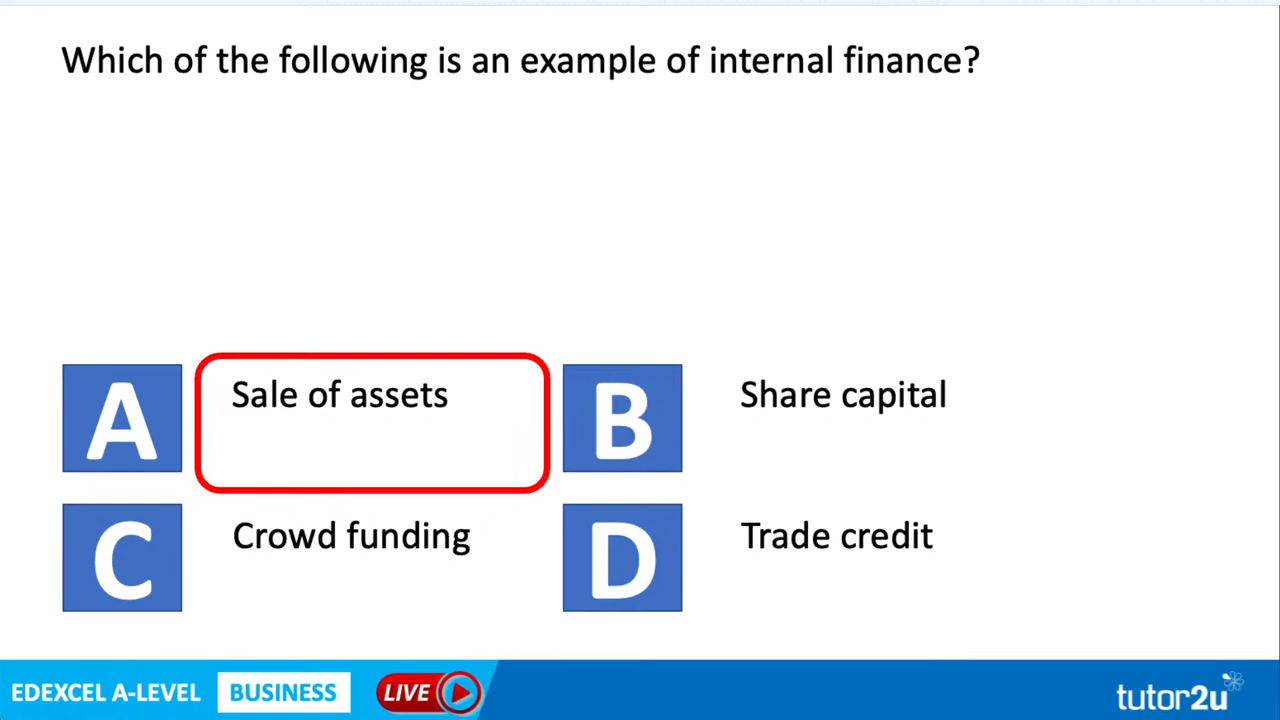 Which of the following is an example of internal finance?
A Sale of assets
B Share capital
C Crowd funding
D Trade credit
EDEXCEL A-LEVEL BUSINESS LIVE tutor2u